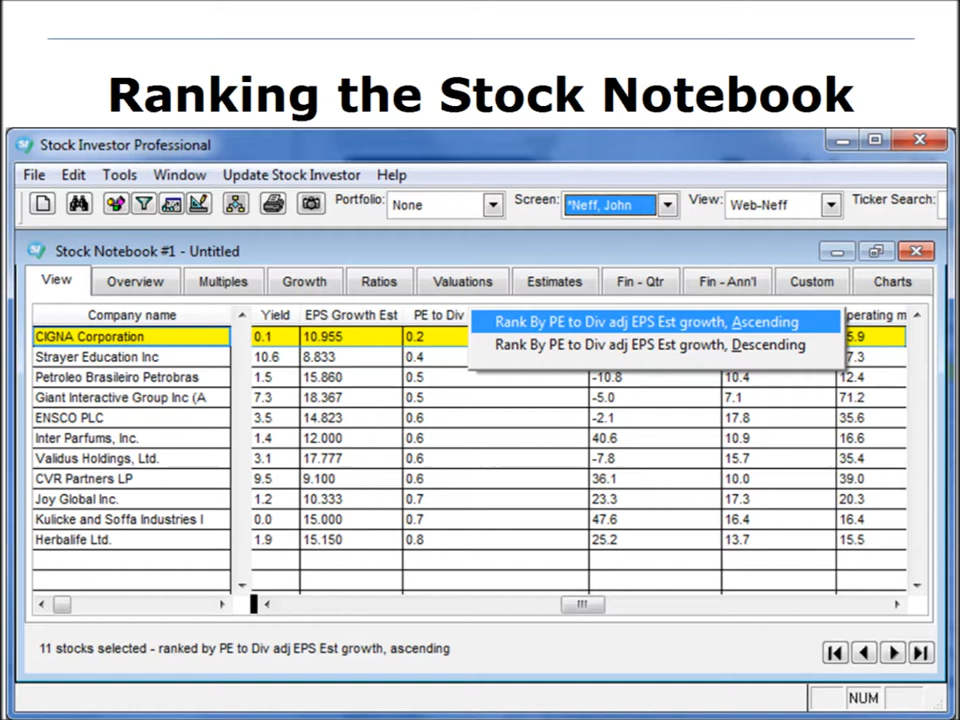 Ranking the Stock Notebook
Stock Investor Professional
File Edit Tools Window Update Stock Investor Help
Portfolio: None Screen: *Neff, John View: Web-Neff Ticker Search:
Stock Notebook #1 - Untitled
View Overview Multiples Growth Ratios Valuations Estimates Fin - Qtr Fin - Ann'l Custom Charts
Company name Yield EPS Growth Est PE to Div
Rank By PE to Div adj EPS Est growth, Ascending
Rank By PE to Div adj EPS Est growth, Descending
CIGNA Corporation 0.1 10.955 0.2 5.9
Strayer Education Inc 10.6 8.833 0.4 7.3
Petroleo Brasileiro Petrobras 1.5 15.860 0.5 -10.8 10.4 12.4
Giant Interactive Group Inc (A 7.3 18.367 0.5 -5.0 7.1 71.2
ENSCO PLC 3.5 14.823 0.6 -2.1 17.8 35.6
Inter Parfums, Inc. 1.4 12.000 0.6 40.6 10.9 16.6
Validus Holdings, Ltd. 3.1 17.777 0.6 -7.8 15.7 35.4
CVR Partners LP 9.5 9.100 0.6 36.1 10.0 39.0
Joy Global Inc. 1.2 10.333 0.7 23.3 17.3 20.3
Kulicke and Soffa Industries I 0.0 15.000 0.7 47.6 16.4 16.4
Herbalife Ltd. 1.9 15.150 0.8 25.2 13.7 15.5
11 stocks selected - ranked by PE to Div adj EPS Est growth, ascending
NUM